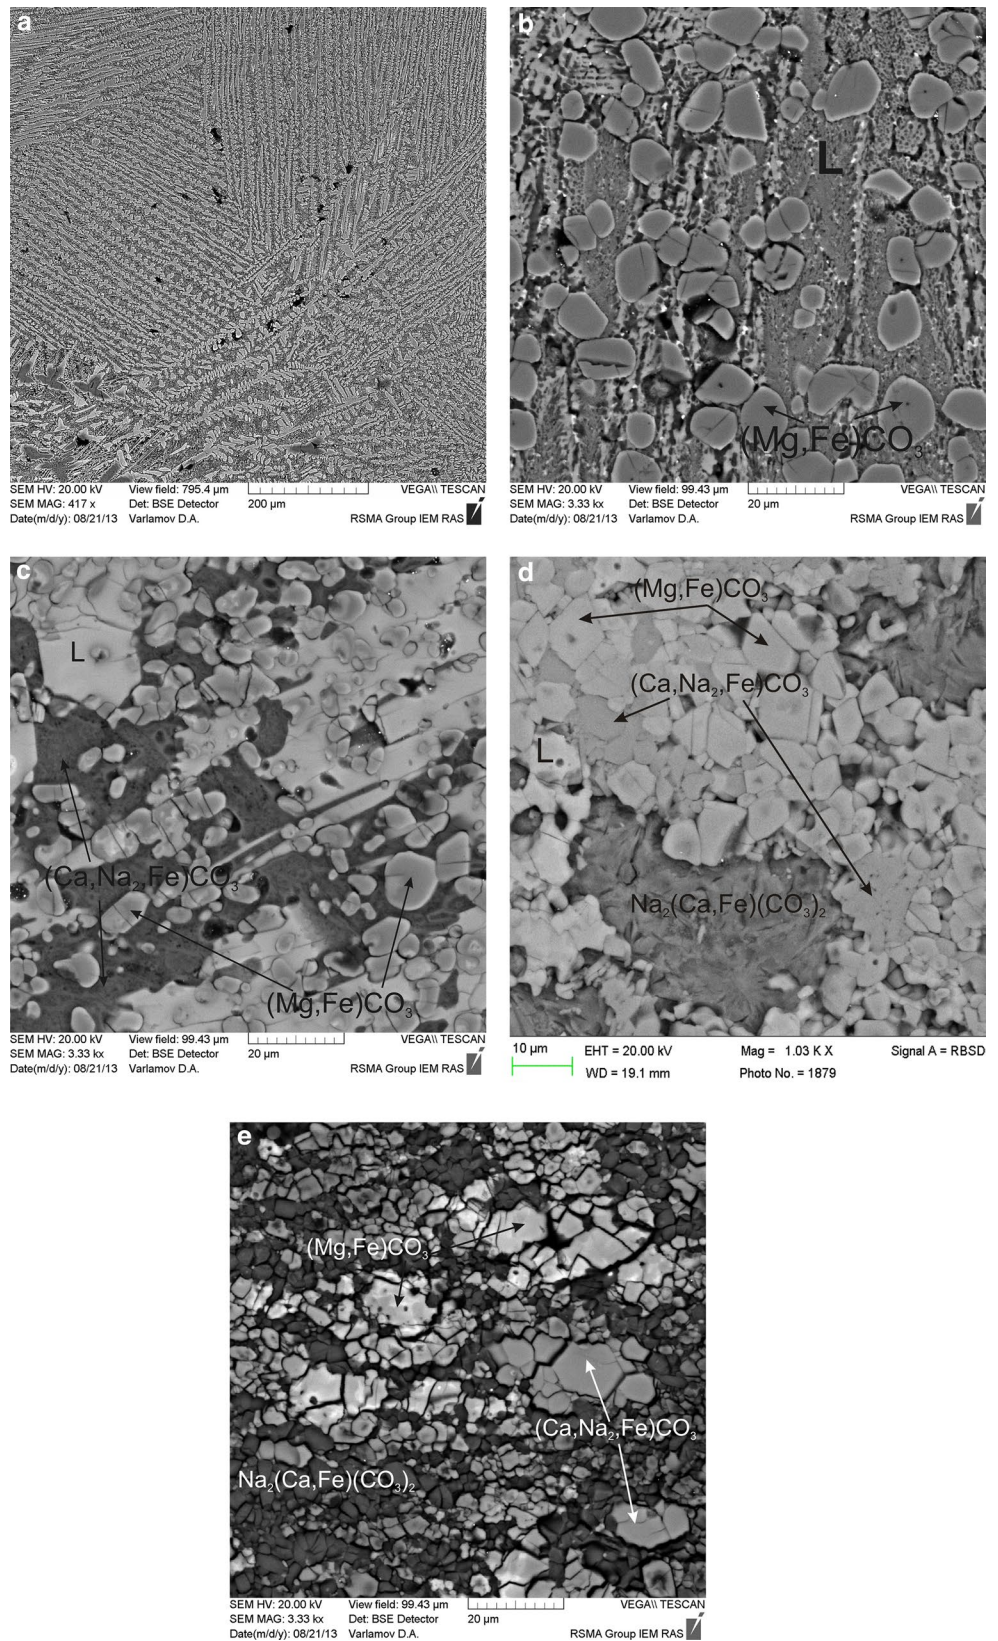 a
SEM HV: 20.00 kV View field: 795.4 µm VEGA\\ TESCAN
SEM MAG: 417 x Det: BSE Detector 200 µm
Date(m/d/y): 08/21/13 Varlamov D.A. RSMA Group IEM RAS
b
L
(Mg,Fe)CO₃
SEM HV: 20.00 kV View field: 99.43 µm VEGA\\ TESCAN
SEM MAG: 3.33 kx Det: BSE Detector 20 µm
Date(m/d/y): 08/21/13 Varlamov D.A. RSMA Group IEM RAS
c
L
(Ca,Na₂,Fe)CO₃
(Mg,Fe)CO₃
SEM HV: 20.00 kV View field: 99.43 µm VEGA\\ TESCAN
SEM MAG: 3.33 kx Det: BSE Detector 20 µm
Date(m/d/y): 08/21/13 Varlamov D.A. RSMA Group IEM RAS
d
(Mg,Fe)CO₃
(Ca,Na₂,Fe)CO₃
L
Na₂(Ca,Fe)(CO₃)₂
10 µm EHT = 20.00 kV Mag = 1.03 K X Signal A = RBSD
WD = 19.1 mm Photo No. = 1879
e
(Mg,Fe)CO₃
(Ca,Na₂,Fe)CO₃
Na₂(Ca,Fe)(CO₃)₂
SEM HV: 20.00 kV View field: 99.43 µm VEGA\\ TESCAN
SEM MAG: 3.33 kx Det: BSE Detector 20 µm
Date(m/d/y): 08/21/13 Varlamov D.A. RSMA Group IEM RAS